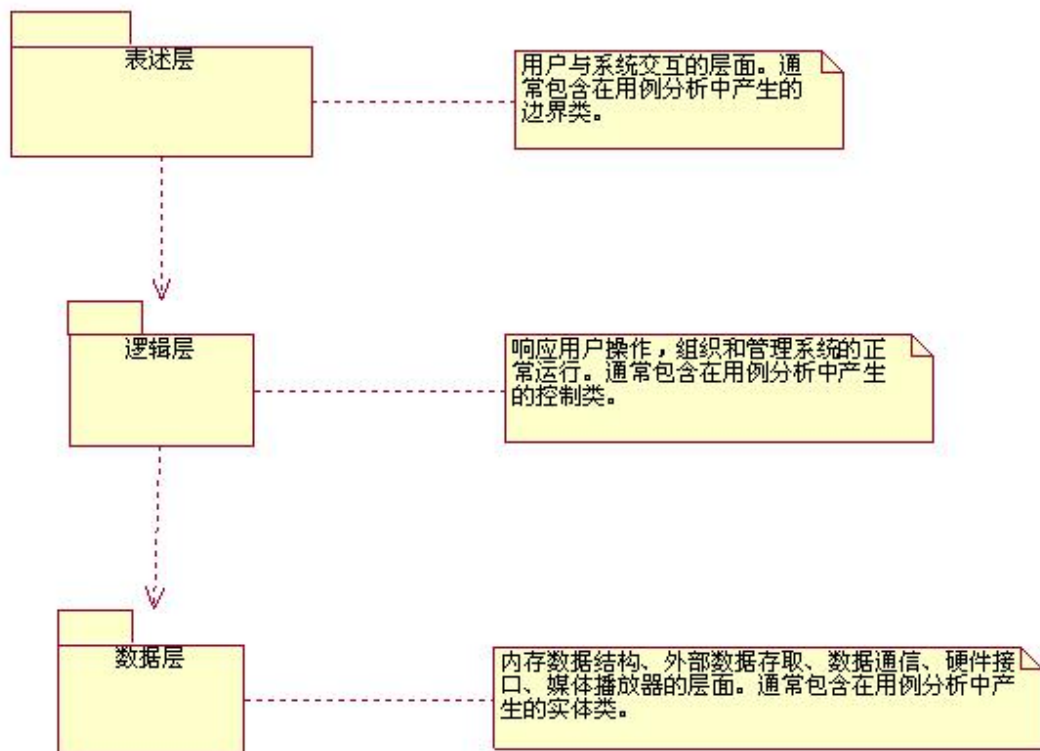 表述层
用户与系统交互的层面。通
常包含在用例分析中产生的
边界类。
逻辑层
响应用户操作，组织和管理系统的正
常运行。通常包含在用例分析中产生
的控制类。
数据层
内存数据结构、外部数据存取、数据通信、硬件接
口、媒体播放器的层面。通常包含在用例分析中产
生的实体类。